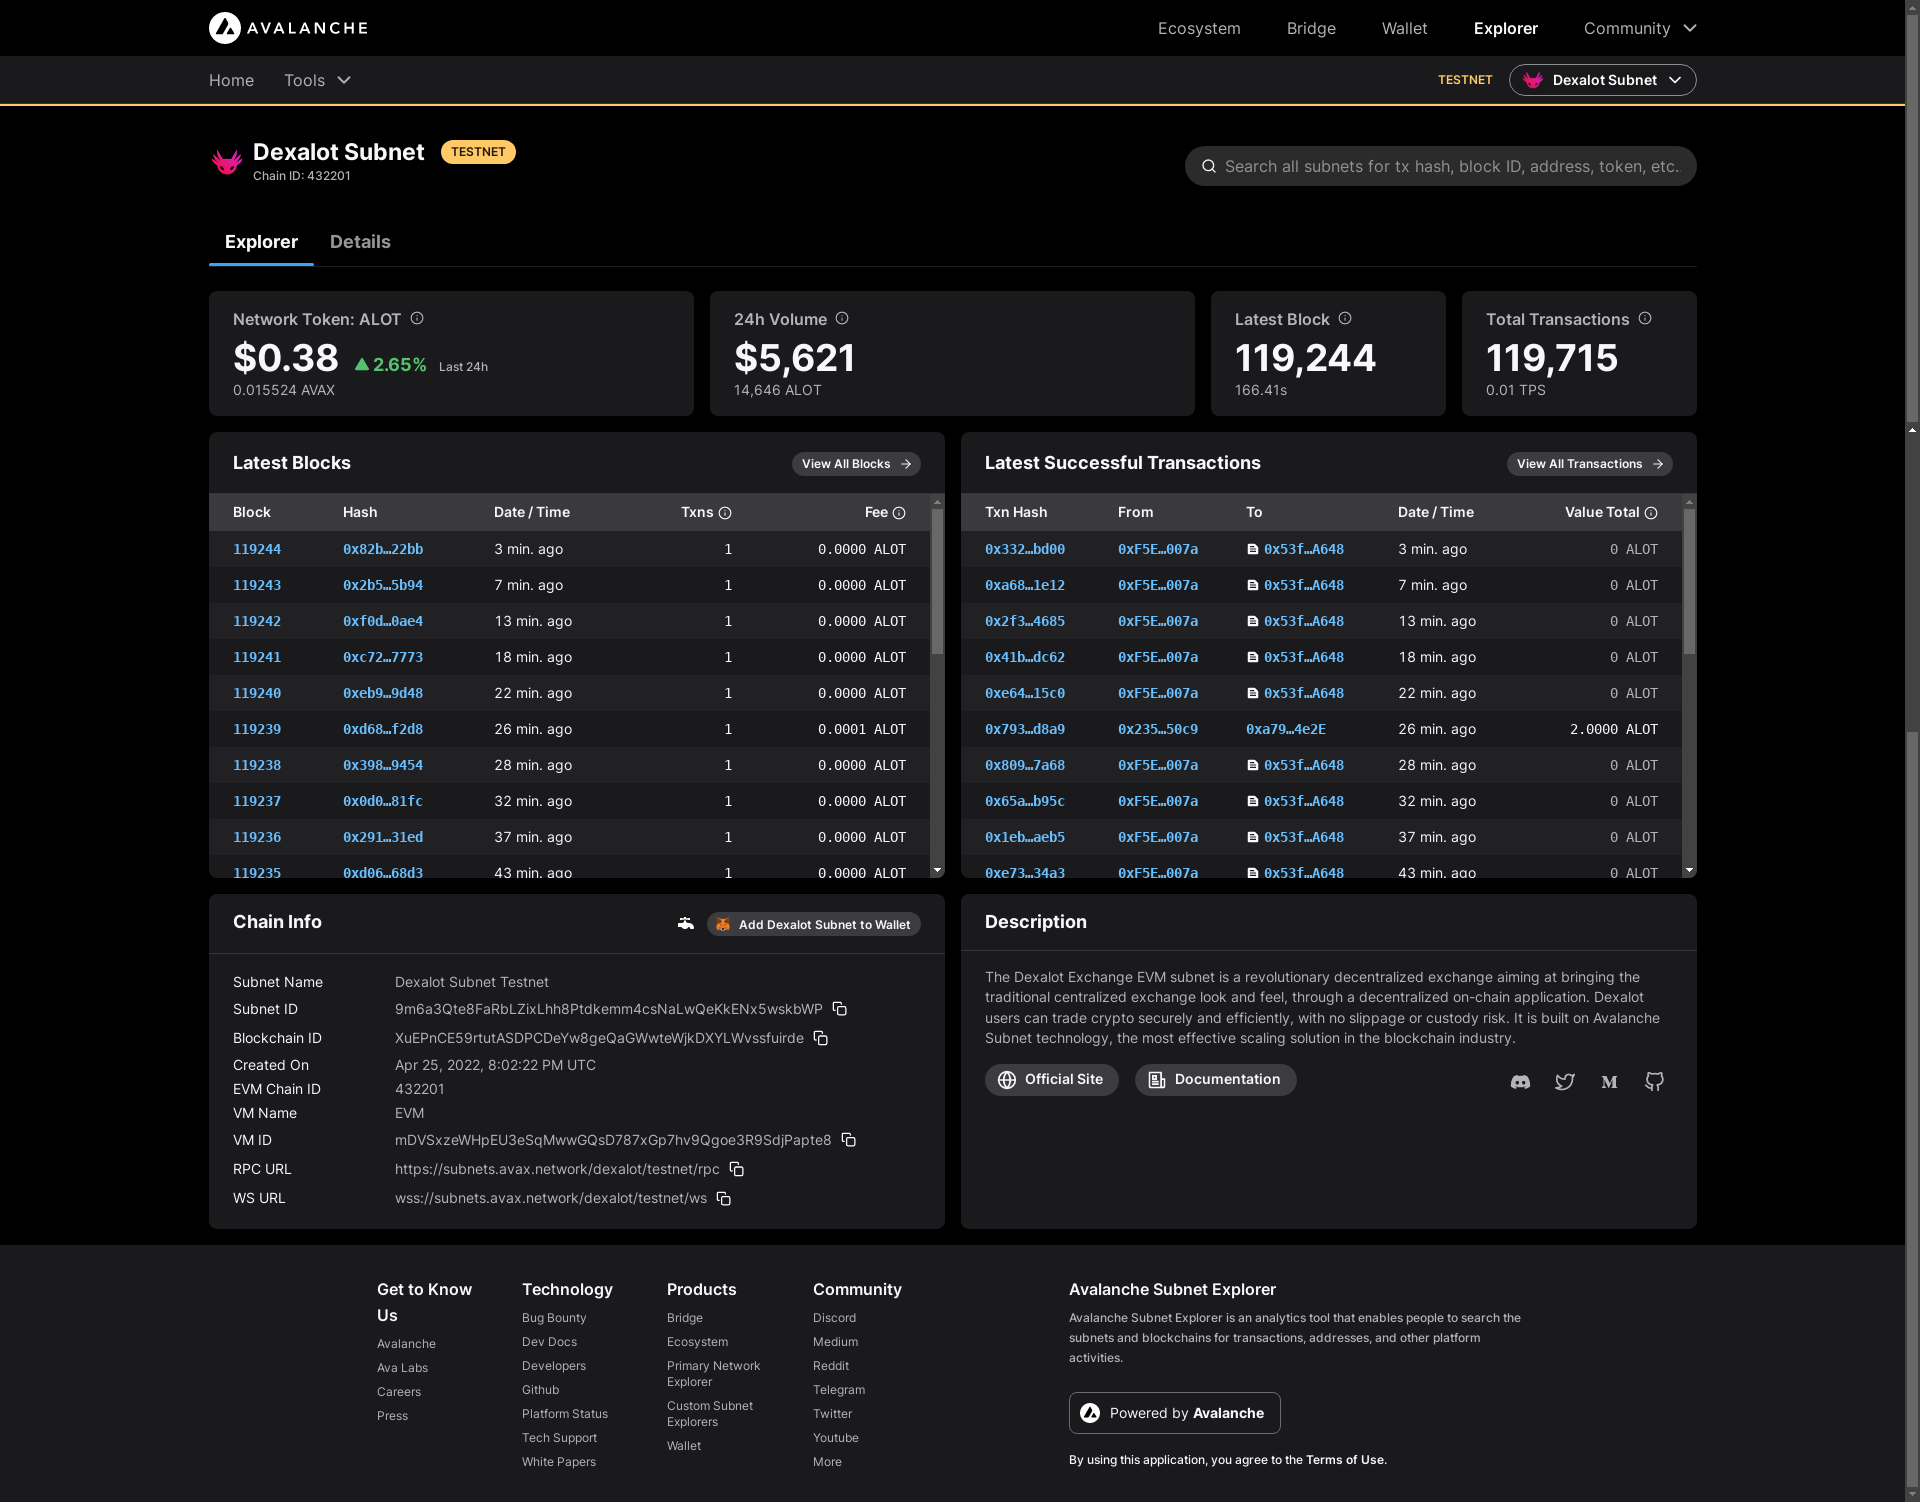 AVALANCHE
Ecosystem Bridge Wallet Explorer Community
Home Tools
TESTNET Dexalot Subnet
Dexalot Subnet TESTNET
Chain ID: 432201
Search all subnets for tx hash, block ID, address, token, etc.
Explorer Details
Network Token: ALOT
$0.38 2.65% Last 24h
0.015524 AVAX
24h Volume
$5,621
14,646 ALOT
Latest Block
119,244
166.41s
Total Transactions
119,715
0.01 TPS
Latest Blocks
View All Blocks
Block Hash Date / Time Txns Fee
119244 0x82b…22bb 3 min. ago 1 0.0000 ALOT
119243 0x2b5…5b94 7 min. ago 1 0.0000 ALOT
119242 0xf0d…0ae4 13 min. ago 1 0.0000 ALOT
119241 0xc72…7773 18 min. ago 1 0.0000 ALOT
119240 0xeb9…9d48 22 min. ago 1 0.0000 ALOT
119239 0xd68…f2d8 26 min. ago 1 0.0001 ALOT
119238 0x398…9454 28 min. ago 1 0.0000 ALOT
119237 0x0d0…81fc 32 min. ago 1 0.0000 ALOT
119236 0x291…31ed 37 min. ago 1 0.0000 ALOT
119235 0xd06…68d3 43 min. ago 1 0.0000 ALOT
Latest Successful Transactions
View All Transactions
Txn Hash From To Date / Time Value Total
0x332…bd00 0xF5E…007a 0x53f…A648 3 min. ago 0 ALOT
0xa68…1e12 0xF5E…007a 0x53f…A648 7 min. ago 0 ALOT
0x2f3…4685 0xF5E…007a 0x53f…A648 13 min. ago 0 ALOT
0x41b…dc62 0xF5E…007a 0x53f…A648 18 min. ago 0 ALOT
0xe64…15c0 0xF5E…007a 0x53f…A648 22 min. ago 0 ALOT
0x793…d8a9 0x235…50c9 0xa79…4e2E 26 min. ago 2.0000 ALOT
0x809…7a68 0xF5E…007a 0x53f…A648 28 min. ago 0 ALOT
0x65a…b95c 0xF5E…007a 0x53f…A648 32 min. ago 0 ALOT
0x1eb…aeb5 0xF5E…007a 0x53f…A648 37 min. ago 0 ALOT
0xe73…34a3 0xF5E…007a 0x53f…A648 43 min. ago 0 ALOT
Chain Info
Add Dexalot Subnet to Wallet
Subnet Name Dexalot Subnet Testnet
Subnet ID 9m6a3Qte8FaRbLZixLhh8Ptdkemm4csNaLwQeKkENx5wskbWP
Blockchain ID XuEPnCE59rtutASDPCDeYw8geQaGWwteWjkDXYLWvssfuirde
Created On Apr 25, 2022, 8:02:22 PM UTC
EVM Chain ID 432201
VM Name EVM
VM ID mDVSxzeWHpEU3eSqMwwGQsD787xGp7hv9Qgoe3R9SdjPapte8
RPC URL https://subnets.avax.network/dexalot/testnet/rpc
WS URL wss://subnets.avax.network/dexalot/testnet/ws
Description
The Dexalot Exchange EVM subnet is a revolutionary decentralized exchange aiming at bringing the
traditional centralized exchange look and feel, through a decentralized on-chain application. Dexalot
users can trade crypto securely and efficiently, with no slippage or custody risk. It is built on Avalanche
Subnet technology, the most effective scaling solution in the blockchain industry.
Official Site Documentation
Get to Know
Us
Avalanche
Ava Labs
Careers
Press
Technology
Bug Bounty
Dev Docs
Developers
Github
Platform Status
Tech Support
White Papers
Products
Bridge
Ecosystem
Primary Network
Explorer
Custom Subnet
Explorers
Wallet
Community
Discord
Medium
Reddit
Telegram
Twitter
Youtube
More
Avalanche Subnet Explorer
Avalanche Subnet Explorer is an analytics tool that enables people to search the
subnets and blockchains for transactions, addresses, and other platform
activities.
Powered by Avalanche
By using this application, you agree to the Terms of Use.